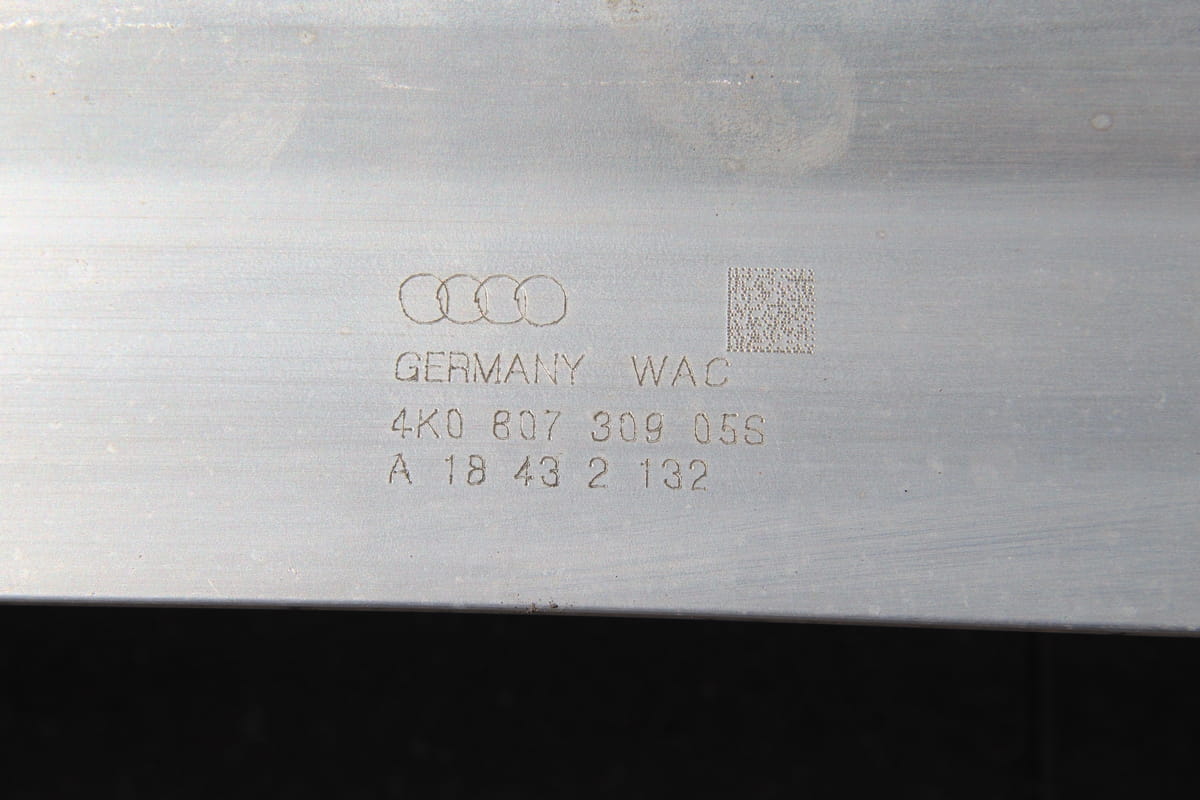 GERMANY WAC
4K0 807 309 05S
A 18 43 2 132